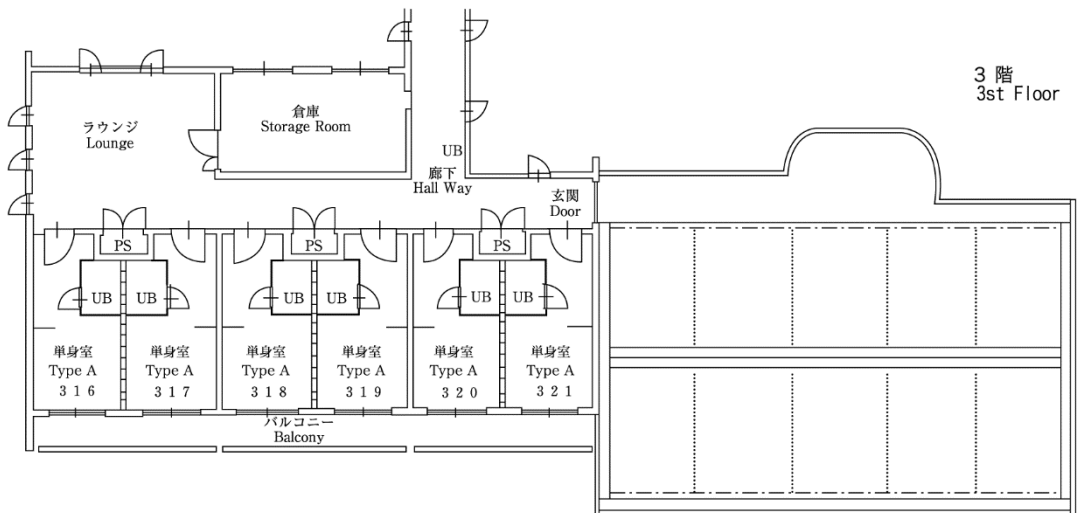 3 階
3st Floor
ラウンジ
Lounge
倉庫
Storage Room
UB
廊下
Hall Way
玄関
Door
PS
PS
PS
UB
UB
UB
UB
UB
UB
単身室
Type A
316
単身室
Type A
317
単身室
Type A
318
単身室
Type A
319
単身室
Type A
320
単身室
Type A
321
バルコニー
Balcony